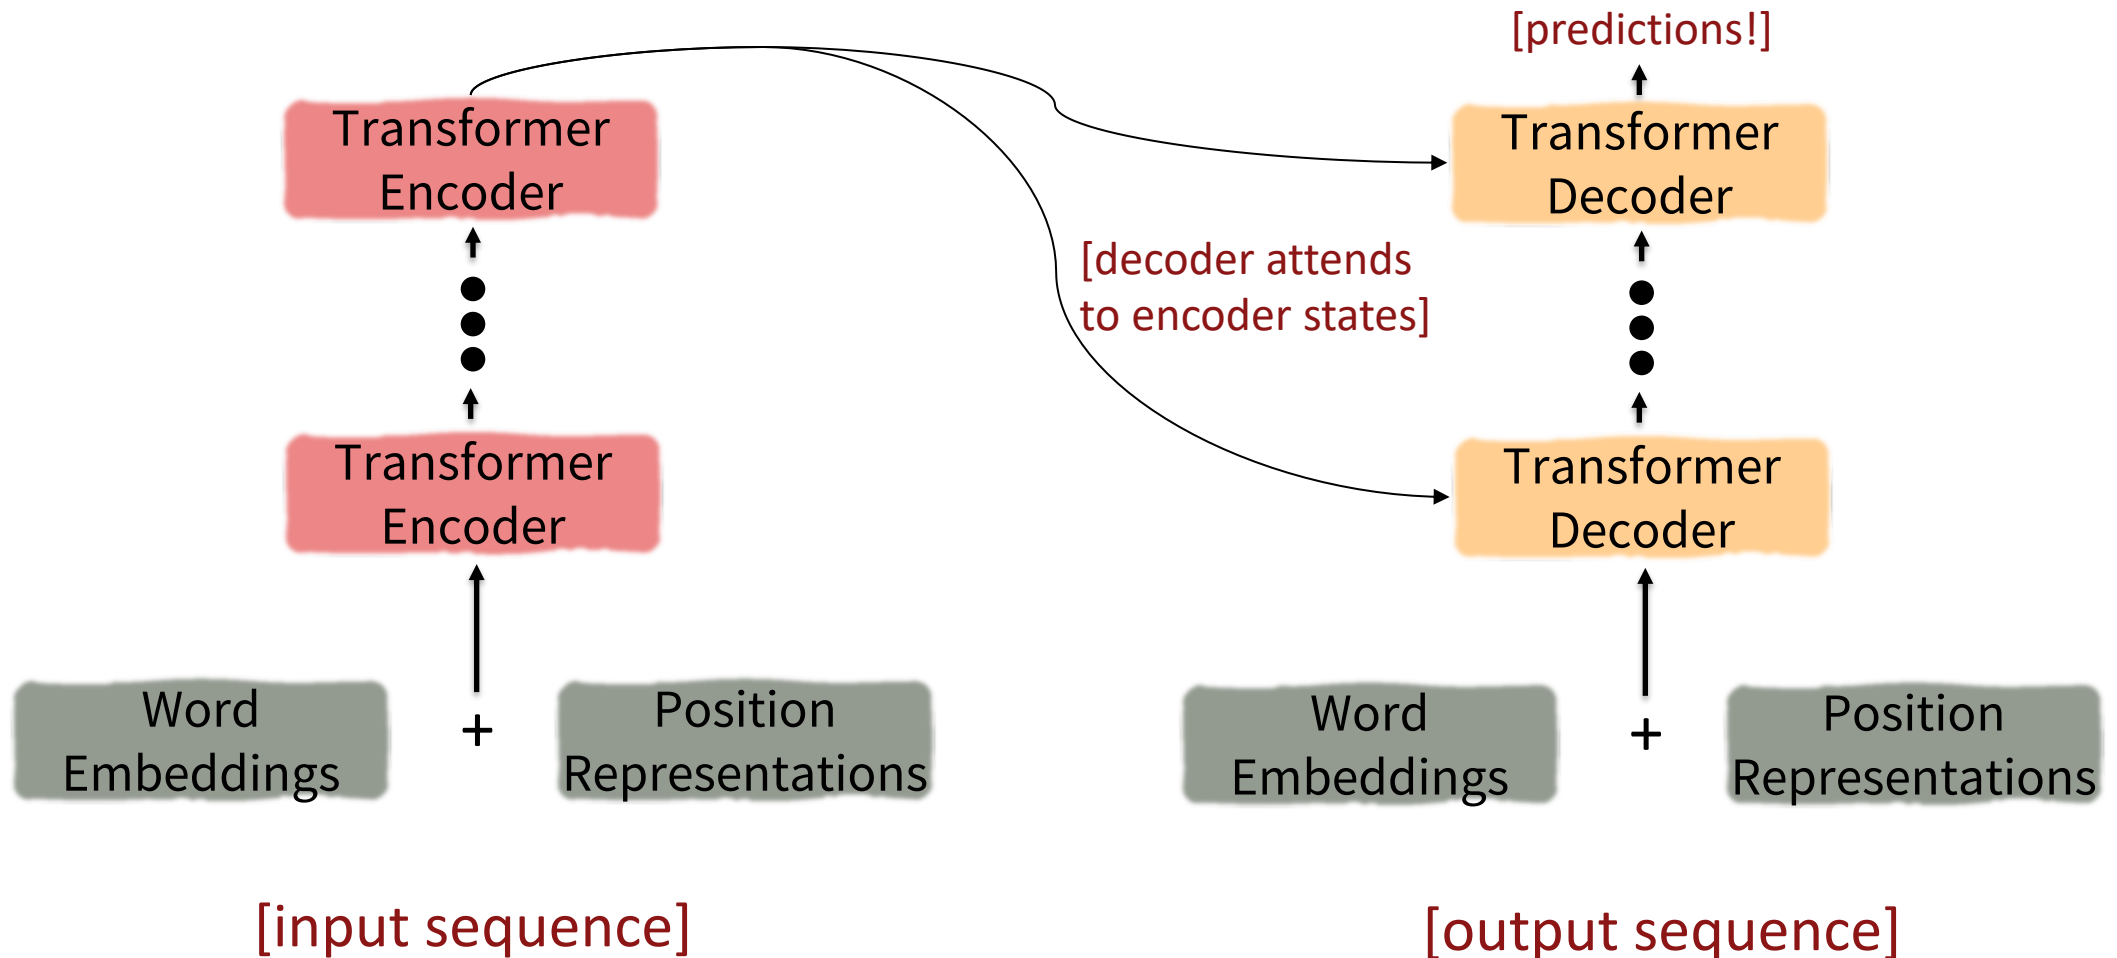 [predictions!]
Transformer
Encoder
Transformer
Decoder
[decoder attends
to encoder states]
Transformer
Encoder
Transformer
Decoder
Word
Embeddings
+
Position
Representations
Word
Embeddings
+
Position
Representations
[input sequence]
[output sequence]